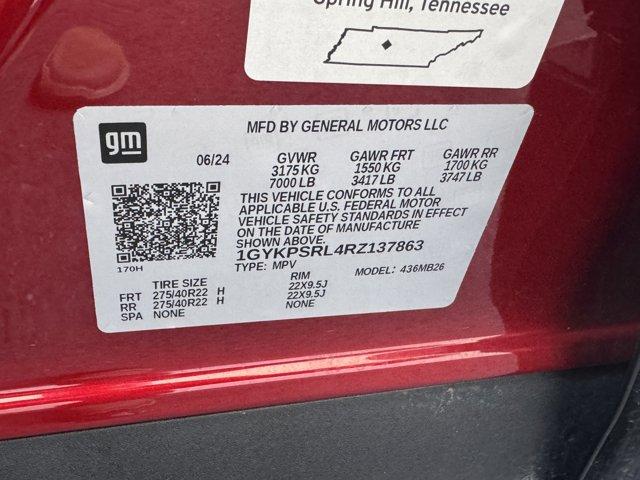 Spring Hill, Tennessee
gm
MFD BY GENERAL MOTORS LLC
06/24 GVWR GAWR FRT GAWR RR
3175 KG 1550 KG 1700 KG
7000 LB 3417 LB 3747 LB
THIS VEHICLE CONFORMS TO ALL
APPLICABLE U.S. FEDERAL MOTOR
VEHICLE SAFETY STANDARDS IN EFFECT
ON THE DATE OF MANUFACTURE
SHOWN ABOVE.
1GYKPSRL4RZ137863
170H
TYPE: MPV MODEL: 436MB26
TIRE SIZE RIM
FRT 275/40R22 H 22X9.5J
RR 275/40R22 H 22X9.5J
SPA NONE NONE